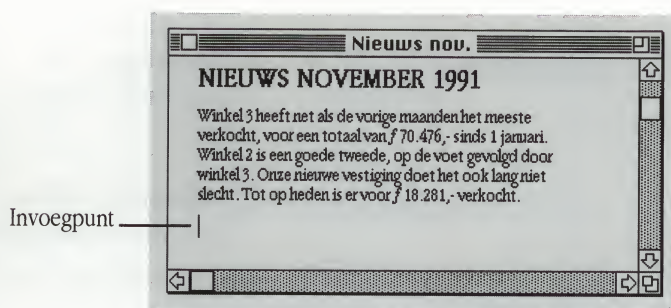 Nieuws nov.
NIEUWS NOVEMBER 1991
Winkel 3 heeft net als de vorige maanden het meeste
verkocht, voor een totaal van ƒ 70.476,- sinds 1 januari.
Winkel 2 is een goede tweede, op de voet gevolgd door
winkel 3. Onze nieuwe vestiging doet het ook lang niet
slecht. Tot op heden is er voor ƒ 18.281,- verkocht.
Invoegpunt